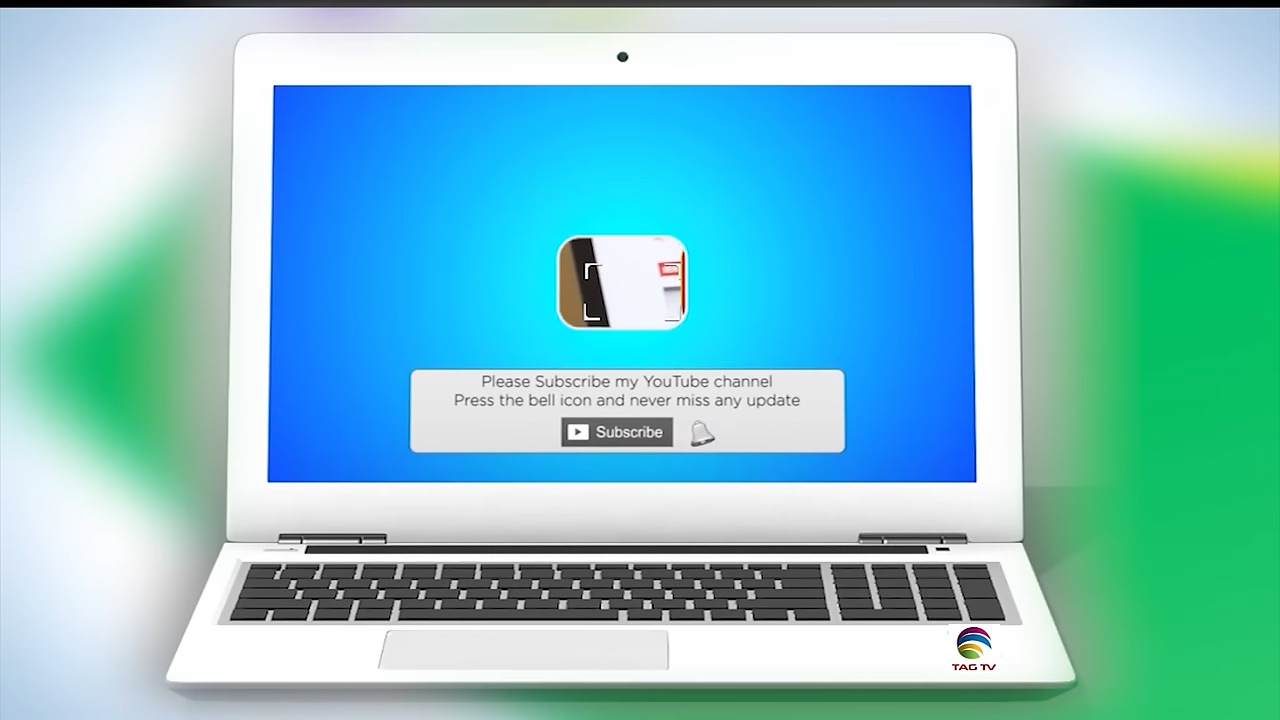 Please Subscribe my YouTube channel
Press the bell icon and never miss any update
Subscribe
TAG TV